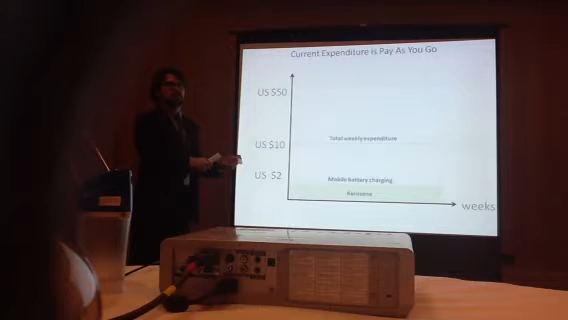 Current Expenditure is Pay As You Go
US $50
US $10
Total weekly expenditure
US $2
Mobile battery charging
Kerosene
weeks